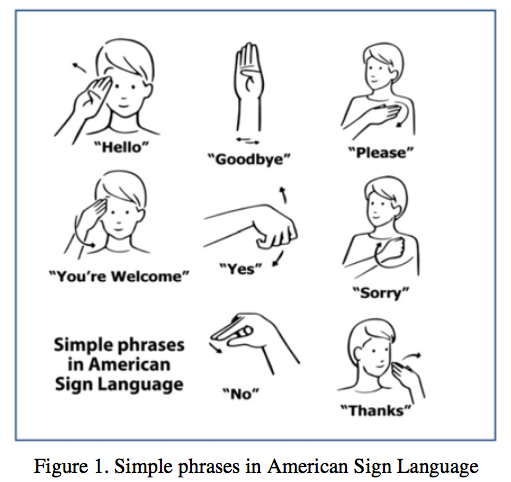 "Hello"
"Goodbye"
"Please"
"You're Welcome"
"Yes"
"Sorry"
Simple phrases
in American
Sign Language
"No"
"Thanks"
Figure 1. Simple phrases in American Sign Language